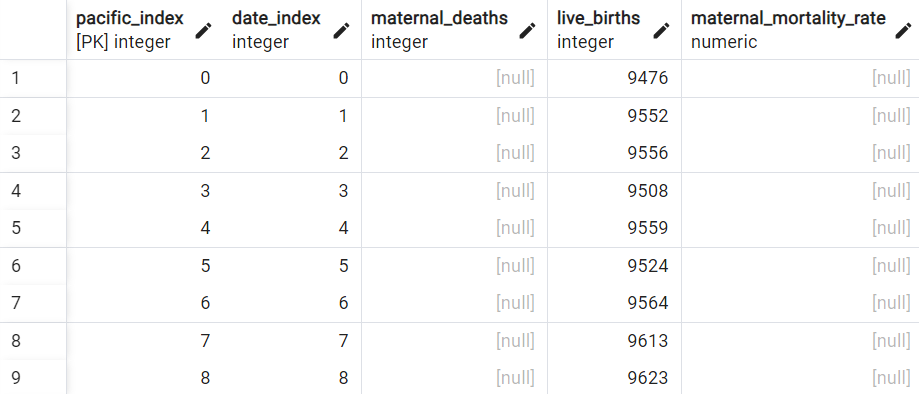 pacific_index date_index maternal_deaths live_births maternal_mortality_rate
[PK] integer integer integer integer numeric
1 0 0 [null] 9476 [null]
2 1 1 [null] 9552 [null]
3 2 2 [null] 9556 [null]
4 3 3 [null] 9508 [null]
5 4 4 [null] 9559 [null]
6 5 5 [null] 9524 [null]
7 6 6 [null] 9564 [null]
8 7 7 [null] 9613 [null]
9 8 8 [null] 9623 [null]